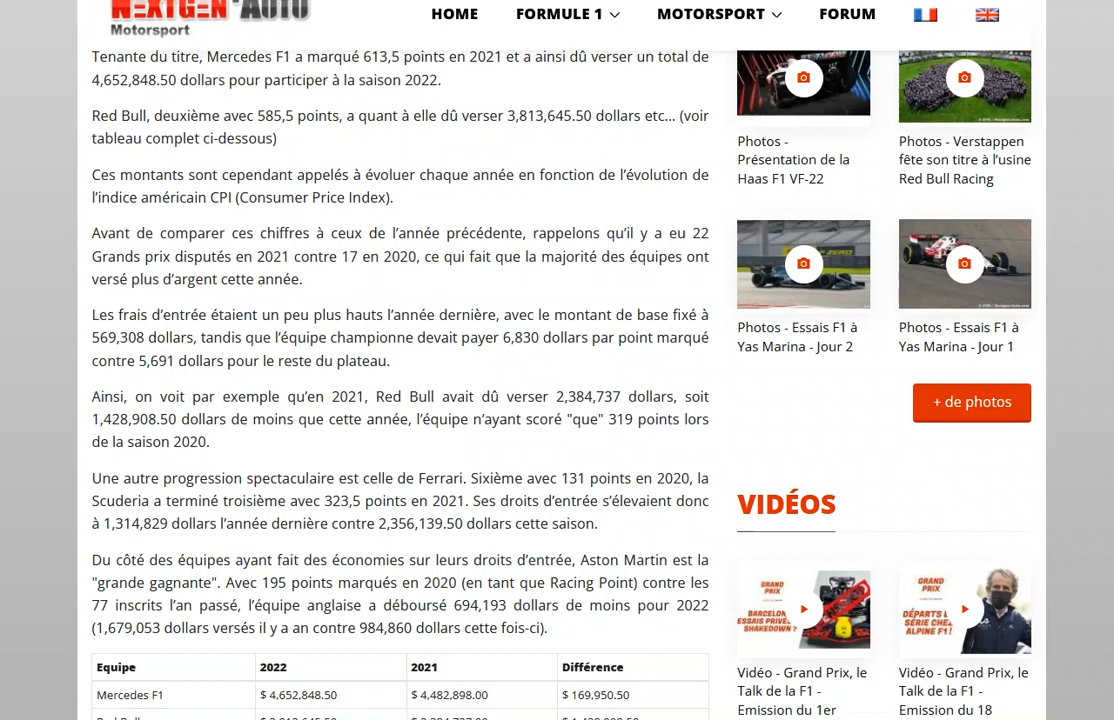 NEXTGEN-AUTO
Motorsport
HOME
FORMULE 1
MOTORSPORT
FORUM
Tenante du titre, Mercedes F1 a marqué 613,5 points en 2021 et a ainsi dû verser un total de
4,652,848.50 dollars pour participer à la saison 2022.
Red Bull, deuxième avec 585,5 points, a quant à elle dû verser 3,813,645.50 dollars etc... (voir
tableau complet ci-dessous)
Ces montants sont cependant appelés à évoluer chaque année en fonction de l’évolution de
l’indice américain CPI (Consumer Price Index).
Avant de comparer ces chiffres à ceux de l’année précédente, rappelons qu’il y a eu 22
Grands prix disputés en 2021 contre 17 en 2020, ce qui fait que la majorité des équipes ont
versé plus d’argent cette année.
Les frais d’entrée étaient un peu plus hauts l’année dernière, avec le montant de base fixé à
569,308 dollars, tandis que l’équipe championne devait payer 6,830 dollars par point marqué
contre 5,691 dollars pour le reste du plateau.
Ainsi, on voit par exemple qu’en 2021, Red Bull avait dû verser 2,384,737 dollars, soit
1,428,908.50 dollars de moins que cette année, l’équipe n’ayant scoré "que" 319 points lors
de la saison 2020.
Une autre progression spectaculaire est celle de Ferrari. Sixième avec 131 points en 2020, la
Scuderia a terminé troisième avec 323,5 points en 2021. Ses droits d’entrée s’élevaient donc
à 1,314,829 dollars l’année dernière contre 2,356,139.50 dollars cette saison.
Du côté des équipes ayant fait des économies sur leurs droits d’entrée, Aston Martin est la
"grande gagnante". Avec 195 points marqués en 2020 (en tant que Racing Point) contre les
77 inscrits l’an passé, l’équipe anglaise a déboursé 694,193 dollars de moins pour 2022
(1,679,053 dollars versés il y a an contre 984,860 dollars cette fois-ci).
Equipe 2022 2021 Différence
Mercedes F1 $ 4,652,848.50 $ 4,482,898.00 $ 169,950.50
Photos -
Présentation de la
Haas F1 VF-22
Photos - Verstappen
fête son titre à l’usine
Red Bull Racing
Photos - Essais F1 à
Yas Marina - Jour 2
Photos - Essais F1 à
Yas Marina - Jour 1
+ de photos
VIDÉOS
GRAND
PRIX
GRAND
PRIX
Vidéo - Grand Prix, le
Talk de la F1 -
Emission du 1er
Vidéo - Grand Prix, le
Talk de la F1 -
Emission du 18